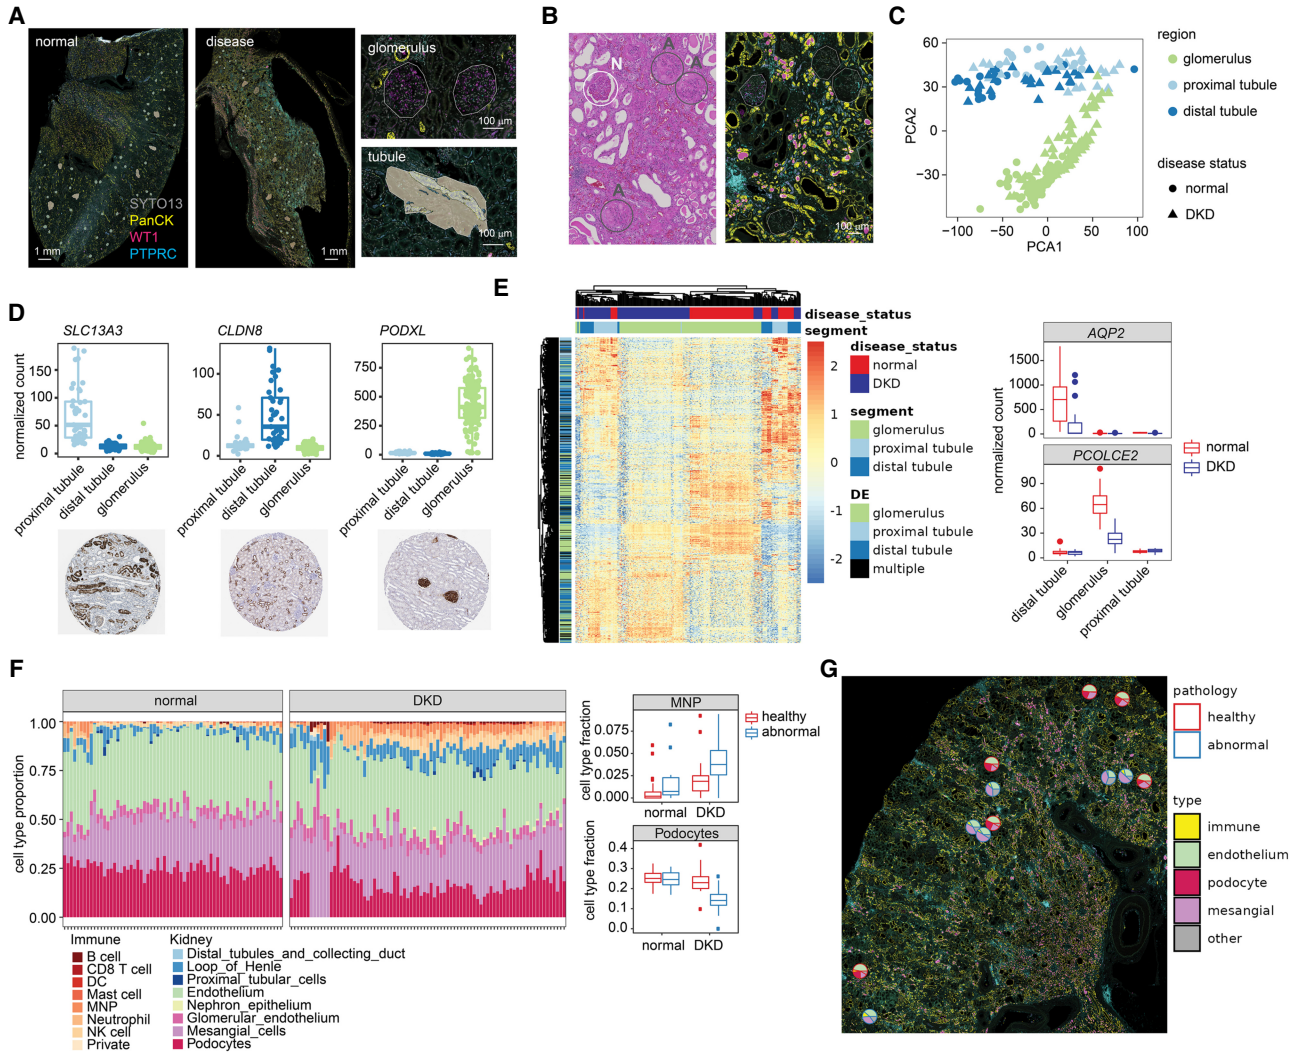 A
normal
disease
glomerulus
100 µm
tubule
100 µm
SYTO13
PanCK
WT1
PTPRC
1 mm
1 mm
B
N
A
A
A
100 µm
C
60
30
0
−30
PCA2
−100
−50
0
50
100
PCA1
region
glomerulus
proximal tubule
distal tubule
disease status
normal
DKD
D
SLC13A3
CLDN8
PODXL
normalized count
150
100
50
0
100
50
0
750
500
250
0
proximal tubule
distal tubule
glomerulus
proximal tubule
distal tubule
glomerulus
proximal tubule
distal tubule
glomerulus
E
disease_status
segment
2
1
0
-1
-2
disease_status
normal
DKD
segment
glomerulus
proximal tubule
distal tubule
DE
glomerulus
proximal tubule
distal tubule
multiple
AQP2
1500
1000
500
0
PCOLCE2
90
60
30
0
normalized count
distal tubule
glomerulus
proximal tubule
normal
DKD
F
normal
DKD
1.00
0.75
0.50
0.25
0.00
cell type proportion
Immune
B cell
CD8 T cell
DC
Mast cell
MNP
Neutrophil
NK cell
Private
Kidney
Distal_tubules_and_collecting_duct
Loop_of_Henle
Proximal_tubular_cells
Endothelium
Nephron_epithelium
Glomerular_endothelium
Mesangial_cells
Podocytes
MNP
0.075
0.050
0.025
0.000
cell type fraction
normal DKD
healthy
abnormal
Podocytes
0.4
0.3
0.2
0.1
0.0
cell type fraction
normal DKD
G
pathology
healthy
abnormal
type
immune
endothelium
podocyte
mesangial
other